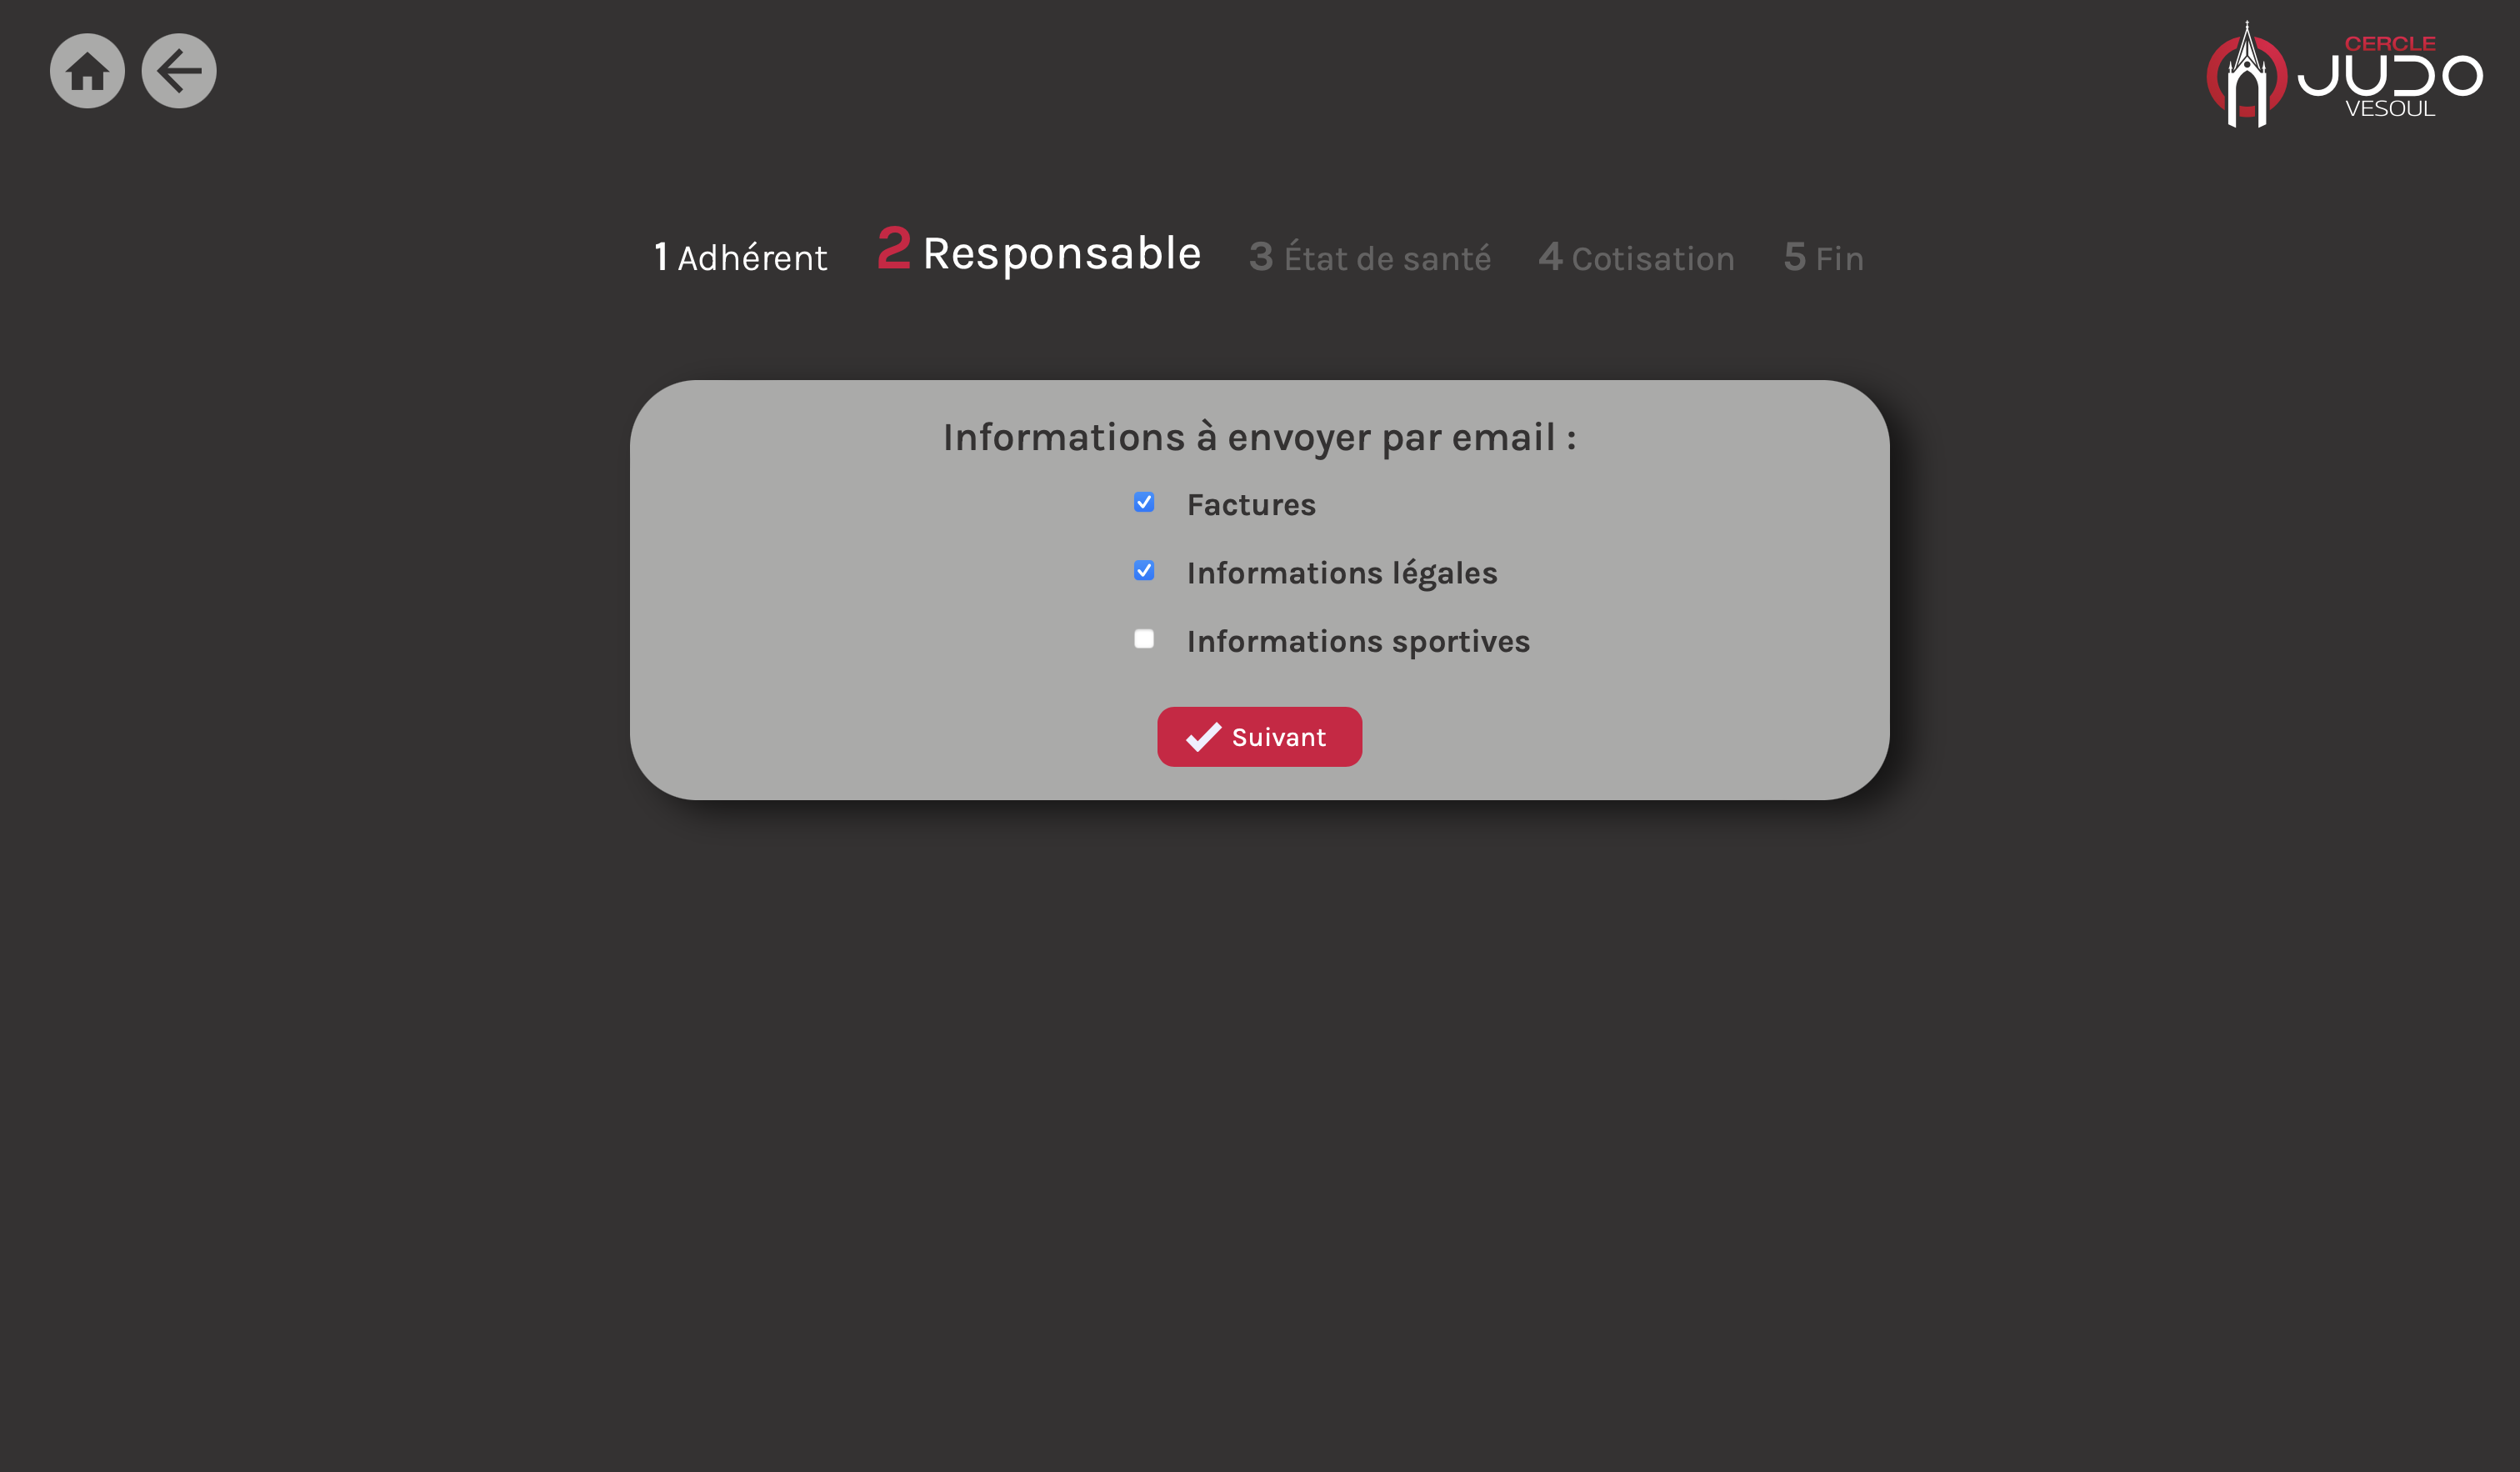 CERCLE
JUDO
VESOUL
1 Adhérent 2 Responsable 3 État de santé 4 Cotisation 5 Fin
Informations à envoyer par email :
Factures
Informations légales
Informations sportives
Suivant